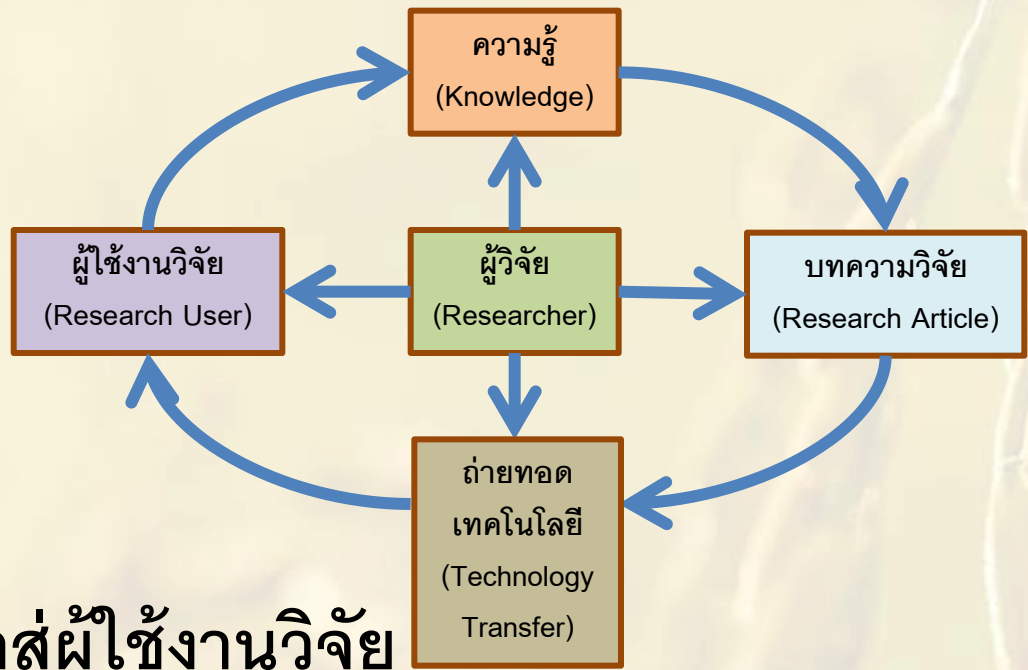 ความรู้
(Knowledge)
ผู้ใช้งานวิจัย
(Research User)
ผู้วิจัย
(Researcher)
บทความวิจัย
(Research Article)
ถ่ายทอด
เทคโนโลยี
(Technology
Transfer)
สู่ผู้ใช้งานวิจัย